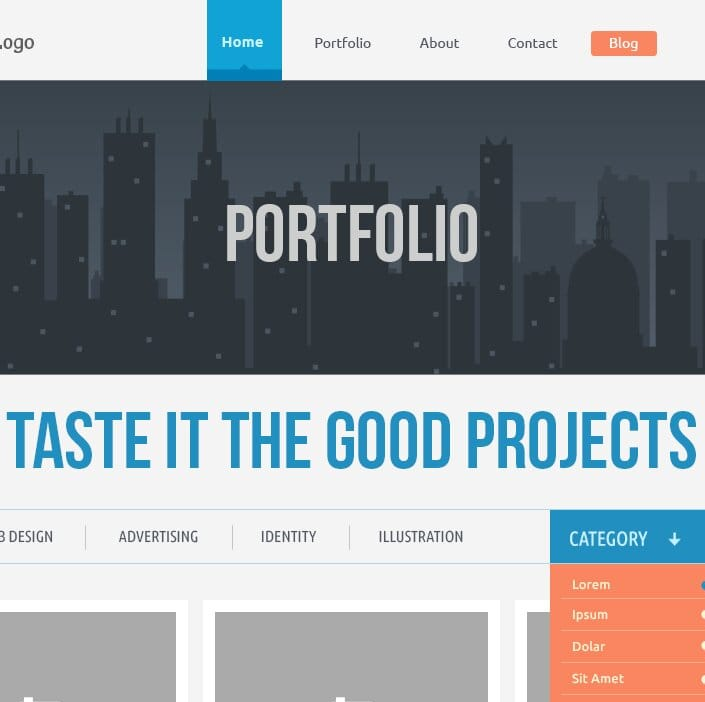 .ogo Home Portfolio About Contact Blog
PORTFOLIO
TASTE IT THE GOOD PROJECTS
B DESIGN ADVERTISING IDENTITY ILLUSTRATION CATEGORY
Lorem
Ipsum
Dolar
Sit Amet